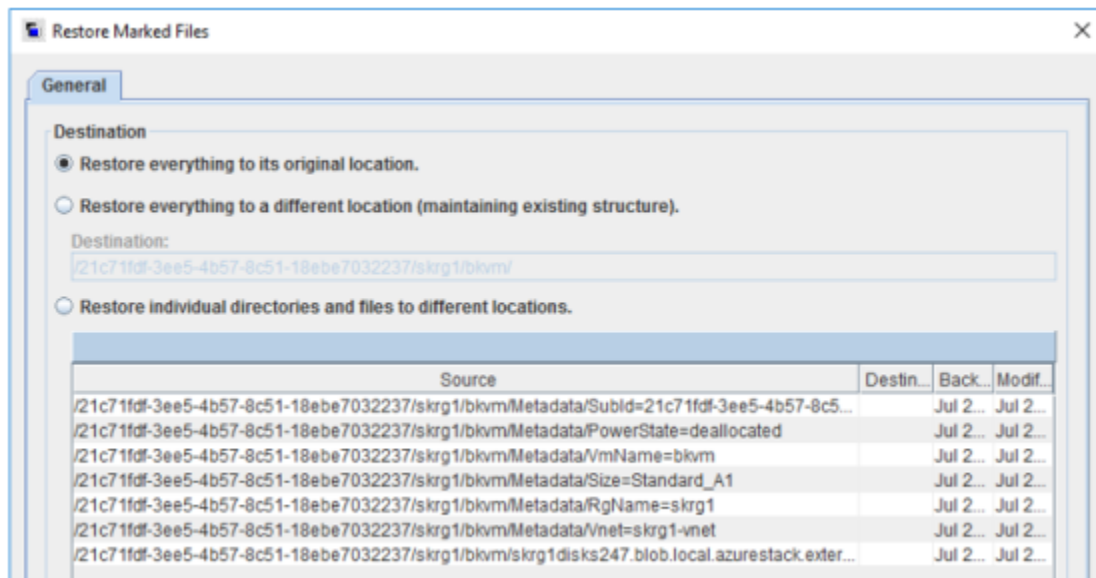 Restore Marked Files
General
Destination
Restore everything to its original location.
Restore everything to a different location (maintaining existing structure).
Destination:
/21c71fdf-3ee5-4b57-8c51-18ebe7032237/skrg/bkvm/
Restore individual directories and files to different locations.
Source Destin... Back... Modif...
/21c71fdf-3ee5-4b57-8c51-18ebe7032237/skrg1/bkvm/Metadata/SubId=21c71fdf-3ee5-4b57-8c5... Jul 2... Jul 2...
/21c71fdf-3ee5-4b57-8c51-18ebe7032237/skrg1/bkvm/Metadata/PowerState=deallocated Jul 2... Jul 2...
/21c71fdf-3ee5-4b57-8c51-18ebe7032237/skrg1/bkvm/Metadata/VmName=bkvm Jul 2... Jul 2...
/21c71fdf-3ee5-4b57-8c51-18ebe7032237/skrg1/bkvm/Metadata/Size=Standard_A1 Jul 2... Jul 2...
/21c71fdf-3ee5-4b57-8c51-18ebe7032237/skrg1/bkvm/Metadata/RgName=skrg1 Jul 2... Jul 2...
/21c71fdf-3ee5-4b57-8c51-18ebe7032237/skrg1/bkvm/Metadata/Vnet=skrg1-vnet Jul 2... Jul 2...
/21c71fdf-3ee5-4b57-8c51-18ebe7032237/skrg1/bkvm/skrg1disks247.blob.local.azurestack.exter... Jul 2... Jul 2...